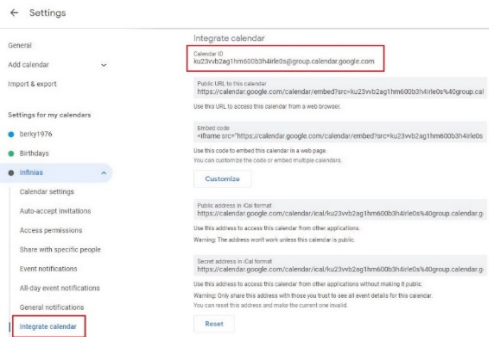 ← Settings
General
Add calendar
Import & export
Settings for my calenders
berky1976
Birthdays
Infinias
Calendar settings
Auto-accept invitations
Access permissions
Share with specific people
Event notifications
All-day event notifications
General notifications
Integrate calendar
Integrate calendar
Calendar ID
ku23vvb2ag1hm600b3h4irle0s@group.calendar.google.com
Public URL to this calendar
https://calendar.google.com/calendar/embed?src=ku23vvb2ag1hm600b3h4irle0s%40group.cal
Use this URL to access this calendar from a web browser.
Embed code
<iframe src="https://calendar.google.com/calendar/embed?src=ku23vvb2ag1hm600b3h4irle0s
Use this code to embed this calendar in a web page.
You can customize the code or embed multiple calendars.
Customize
Public address in iCal format
https://calendar.google.com/calendar/ical/ku23vvb2ag1hm600b3h4irle0s%40group.calendar.g
Use this address to access this calendar from other applications.
Warning: The address won't work unless this calendar is public.
Secret address in iCal format
https://calendar.google.com/calendar/ical/ku23vvb2ag1hm600b3h4irle0s%40group.calendar.g
Use this address to access this calendar from other applications without making it public.
Warning: Only share this address with those you trust to see all event details for this calendar.
You can reset this address and make the current one invalid.
Reset